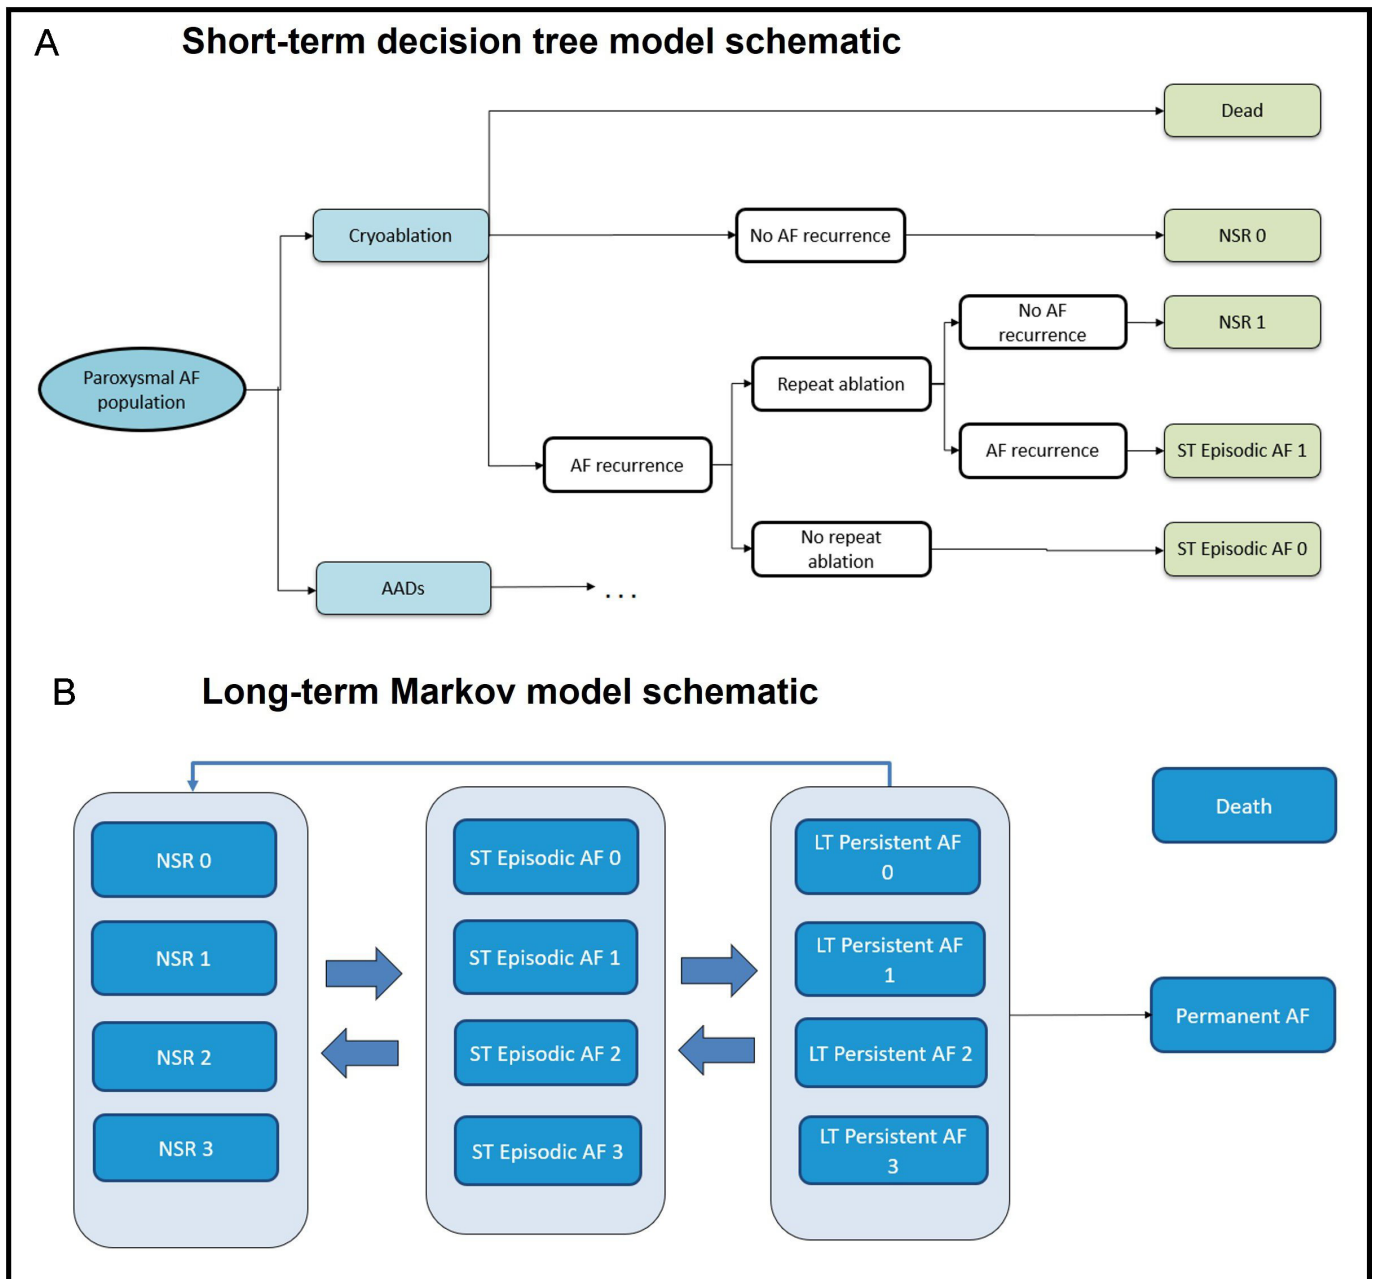 A
Short-term decision tree model schematic
Dead
Cryoablation
No AF recurrence
NSR 0
No AF
recurrence
NSR 1
Paroxysmal AF
population
Repeat ablation
AF recurrence
AF recurrence
ST Episodic AF 1
No repeat
ablation
ST Episodic AF 0
AADs
...
B
Long-term Markov model schematic
NSR 0
NSR 1
NSR 2
NSR 3
ST Episodic AF 0
ST Episodic AF 1
ST Episodic AF 2
ST Episodic AF 3
LT Persistent AF
0
LT Persistent AF
1
LT Persistent AF 2
LT Persistent AF
3
Death
Permanent AF